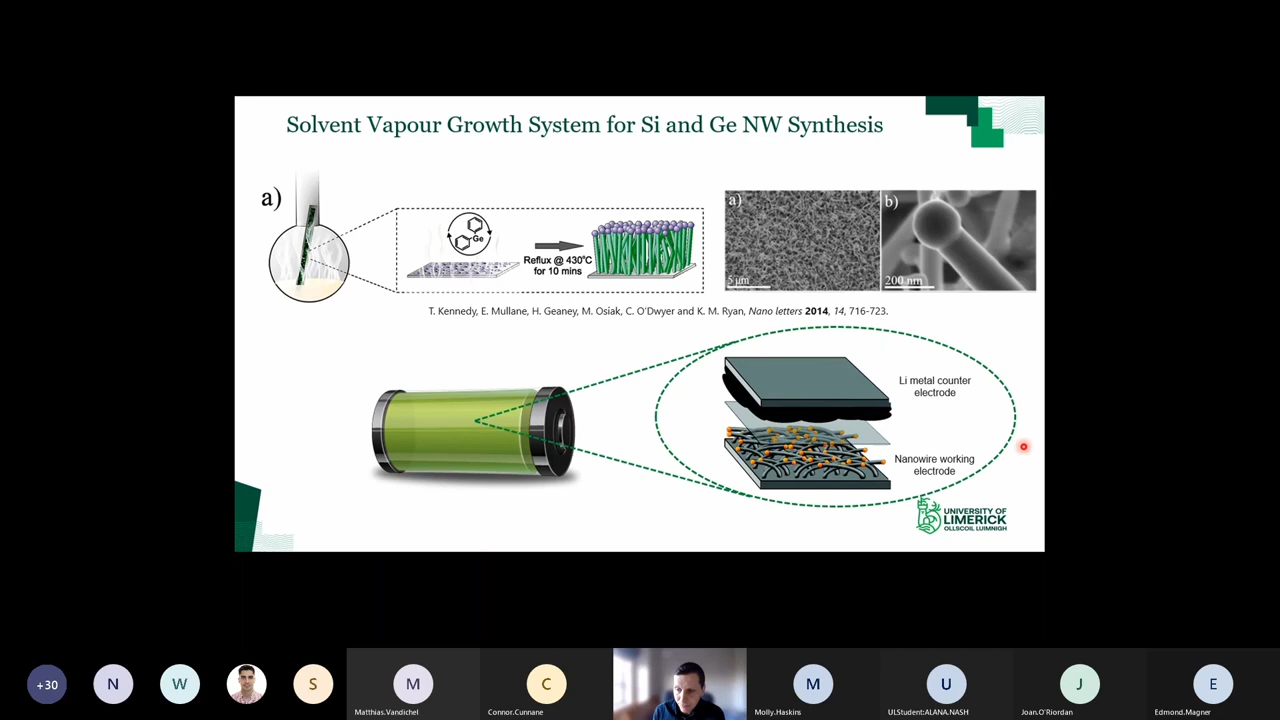 Solvent Vapour Growth System for Si and Ge NW Synthesis
a)
Ge
Reflux @ 430°C
for 10 mins
a)
5 μm
b)
200 nm
T. Kennedy, E. Mullane, H. Geaney, M. Osiak, C. O'Dwyer and K. M. Ryan, Nano letters 2014, 14, 716-723.
Li metal counter
electrode
Nanowire working
electrode
UNIVERSITY OF
LIMERICK
OLLSCOIL LUIMNIGH
+30
N
W
S
M
Matthias.Vandichel
C
Connor.Cunnane
M
Molly.Haskins
U
ULStudent:ALANA.NASH
J
Joan.O'Riordan
E
Edmond.Magner